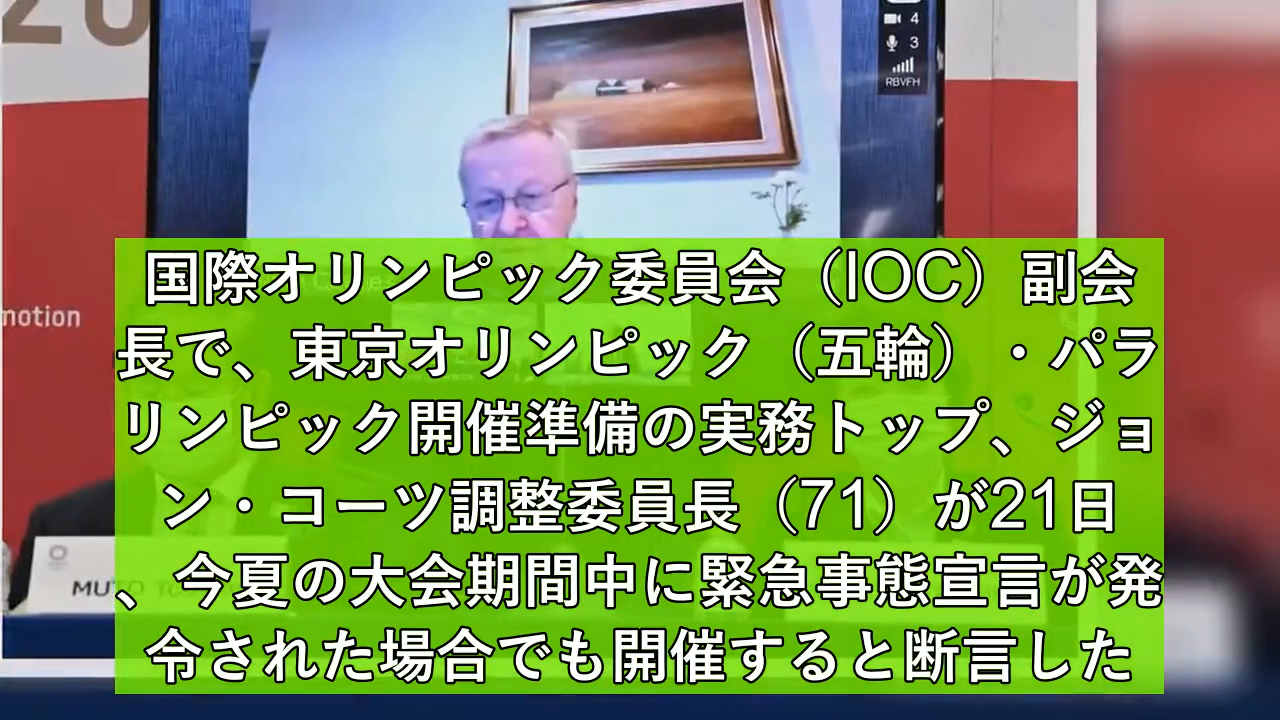 20
4
3
RBVFH
motion
国際オリンピック委員会（IOC）副会
長で、東京オリンピック（五輪）・パラ
リンピック開催準備の実務トップ、ジョ
ン・コーツ調整委員長（71）が21日
、今夏の大会期間中に緊急事態宣言が発
令された場合でも開催すると断言した
MUTO To